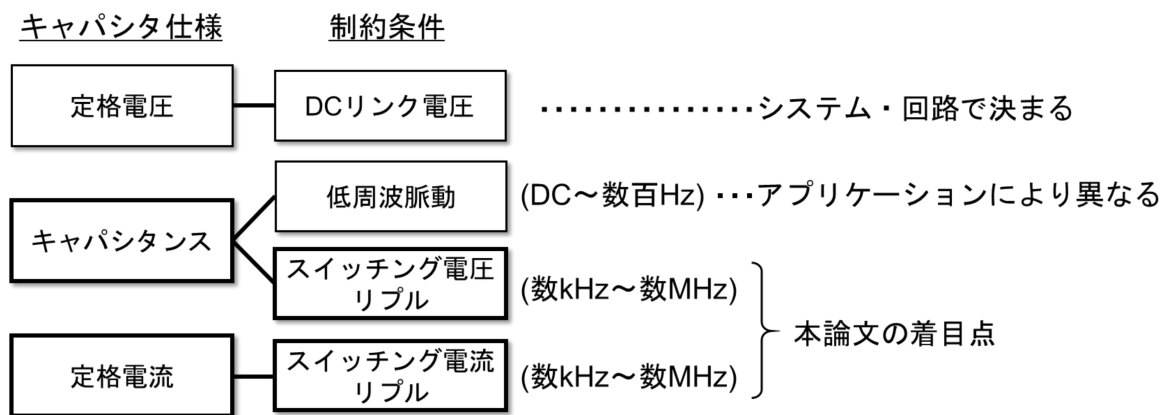 キャパシタ仕様 制約条件
定格電圧 DCリンク電圧 ・・・・・・・・・・・・・・・システム・回路で決まる
低周波脈動 (DC～数百Hz) ・・・アプリケーションにより異なる
キャパシタンス
スイッチング電圧
リプル
(数kHz～数MHz)
本論文の着目点
定格電流
スイッチング電流
リプル
(数kHz～数MHz)